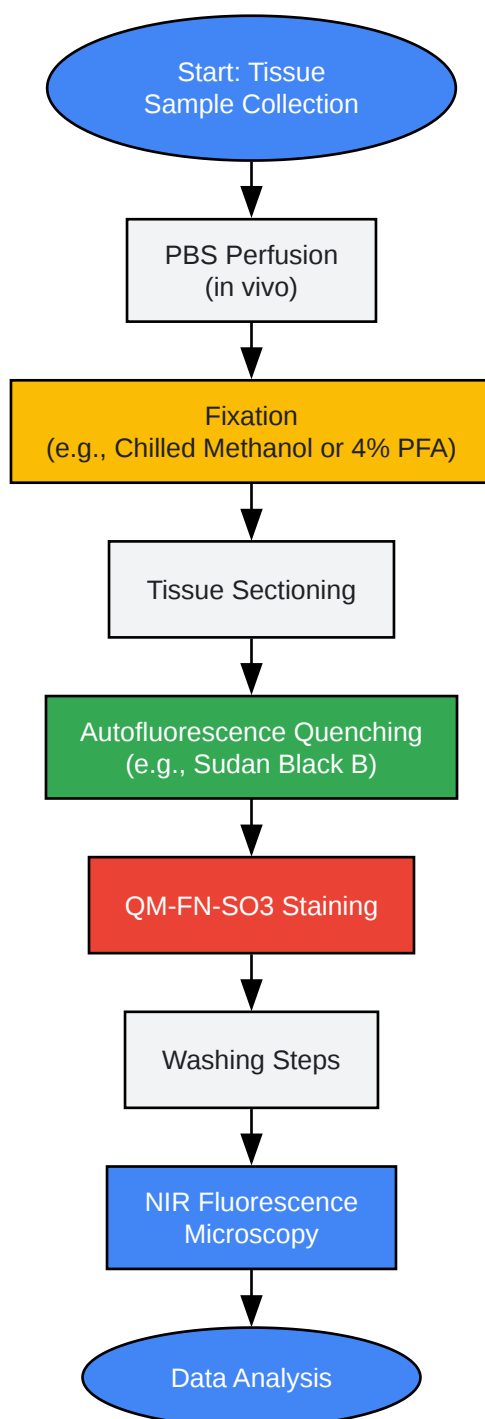 Start: Tissue
Sample Collection
PBS Perfusion
(in vivo)
Fixation
(e.g., Chilled Methanol or 4% PFA)
Tissue Sectioning
Autofluorescence Quenching
(e.g., Sudan Black B)
QM-FN-SO3 Staining
Washing Steps
NIR Fluorescence
Microscopy
Data Analysis